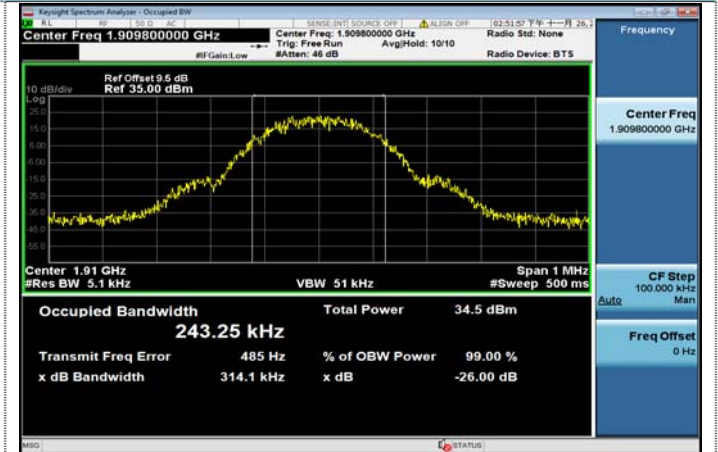 Keysight Spectrum Analyzer - Occupied BW
RL RF 50 Ω AC SENSE:INT SOURCE OFF ALIGN OFF 02:51:57 下午 十一月 26, 2
Center Freq 1.909800000 GHz
Center Freq: 1.909800000 GHz
Radio Std: None
Trig: Free Run Avg|Hold: 10/10
#IFGain:Low #Atten: 46 dB Radio Device: BTS
Ref Offset 9.5 dB
10 dB/div Ref 35.00 dBm
Log
25.0
15.0
5.00
-5.00
-15.0
-25.0
-35.0
-45.0
-55.0
Center 1.91 GHz Span 1 MHz
#Res BW 5.1 kHz VBW 51 kHz #Sweep 500 ms
Occupied Bandwidth Total Power 34.5 dBm
243.25 kHz
Transmit Freq Error 485 Hz % of OBW Power 99.00 %
x dB Bandwidth 314.1 kHz x dB -26.00 dB
MSG STATUS
Frequency
Center Freq
1.909800000 GHz
CF Step
100.000 kHz
Auto Man
Freq Offset
0 Hz